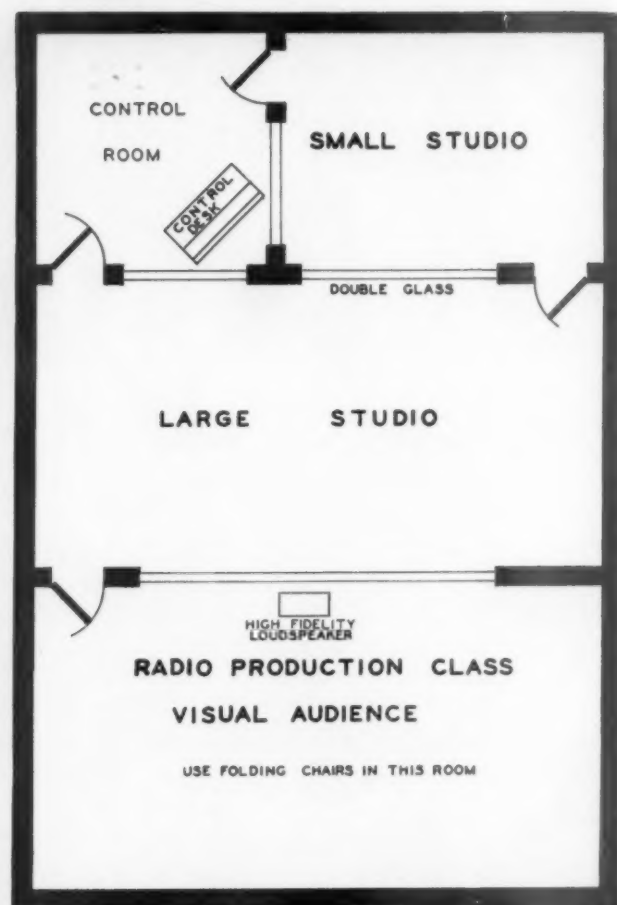 CONTROL
ROOM
SMALL STUDIO
CONTROL
DESK
DOUBLE GLASS
LARGE STUDIO
HIGH FIDELITY
LOUDSPEAKER
RADIO PRODUCTION CLASS
VISUAL AUDIENCE
USE FOLDING CHAIRS IN THIS ROOM